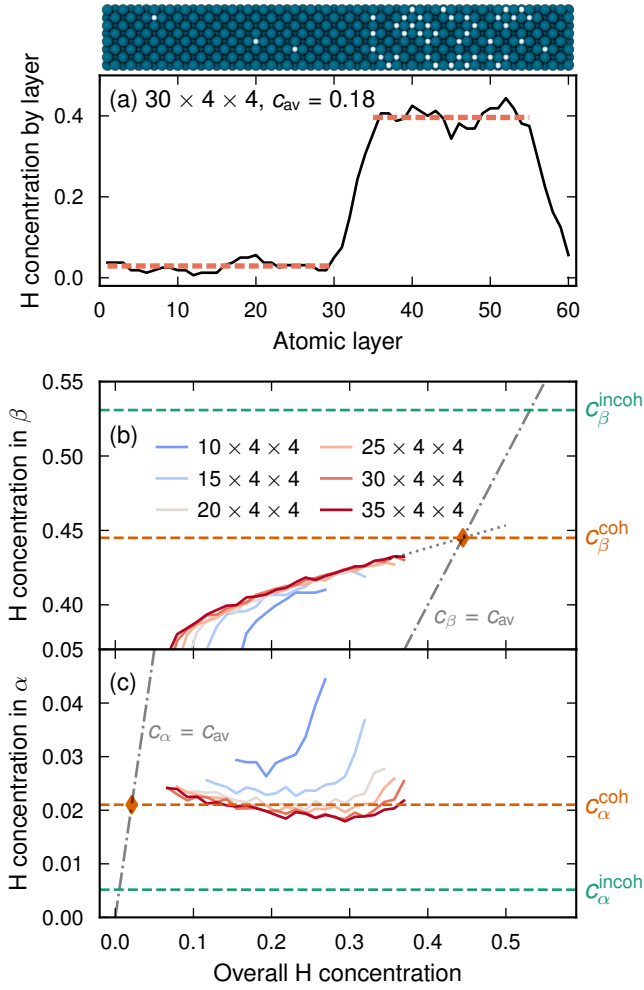 (a) 30 × 4 × 4, c_av = 0.18
H concentration by layer
0.4
0.2
0.0
0 10 20 30 40 50 60
Atomic layer
(b)
H concentration in β
0.55
0.50
0.45
0.40
0.05
10 × 4 × 4 25 × 4 × 4
15 × 4 × 4 30 × 4 × 4
20 × 4 × 4 35 × 4 × 4
c_β^incoh
c_β^coh
c_β = c_av
(c)
H concentration in α
0.04
0.03
0.02
0.01
0.00
c_α = c_av
c_α^coh
c_α^incoh
0.0 0.1 0.2 0.3 0.4 0.5
Overall H concentration